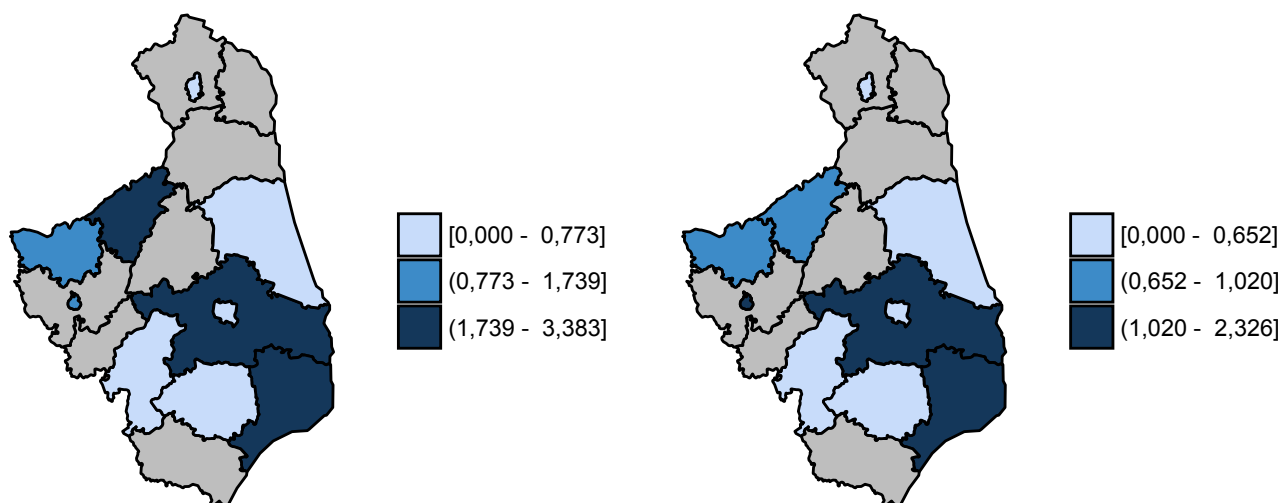 [0,000 - 0,773]
(0,773 - 1,739]
(1,739 - 3,383]
[0,000 - 0,652]
(0,652 - 1,020]
(1,020 - 2,326]